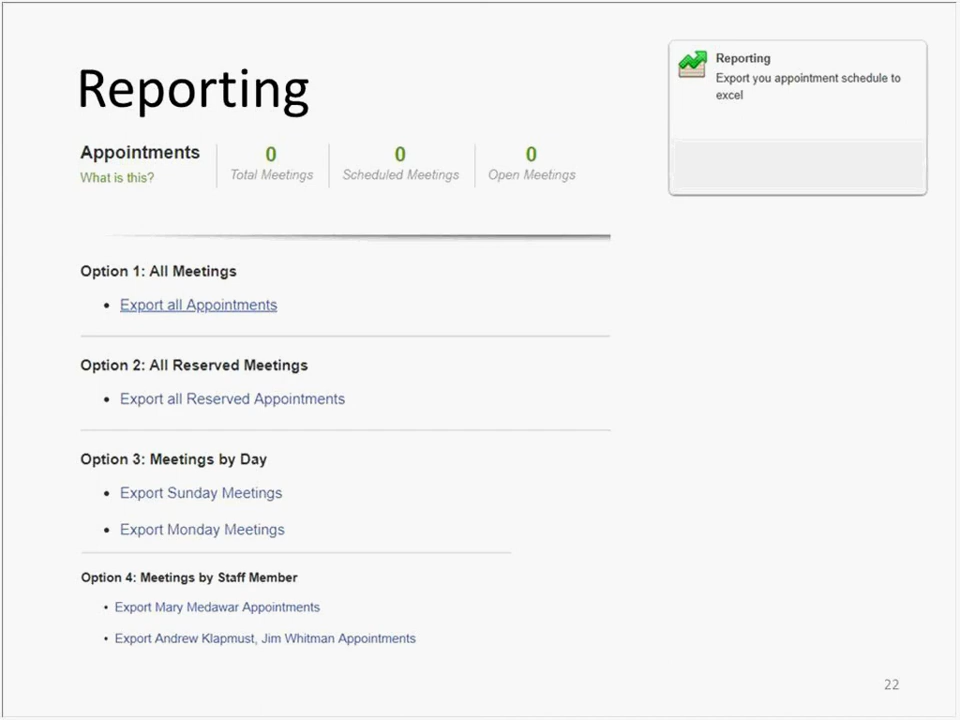 Reporting
Reporting
Export you appointment schedule to
excel
Appointments
What is this?
0
Total Meetings
0
Scheduled Meetings
0
Open Meetings
Option 1: All Meetings
• Export all Appointments
Option 2: All Reserved Meetings
• Export all Reserved Appointments
Option 3: Meetings by Day
• Export Sunday Meetings
• Export Monday Meetings
Option 4: Meetings by Staff Member
• Export Mary Medawar Appointments
• Export Andrew Klapmust, Jim Whitman Appointments
22